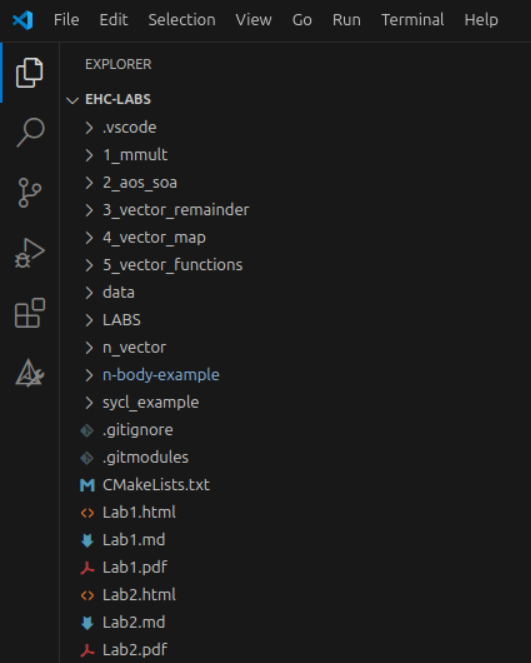 File Edit Selection View Go Run Terminal Help
EXPLORER
EHC-LABS
.vscode
1_mmult
2_aos_soa
3_vector_remainder
4_vector_map
5_vector_functions
data
LABS
n_vector
n-body-example
sycl_example
.gitignore
.gitmodules
CMakeLists.txt
Lab1.html
Lab1.md
Lab1.pdf
Lab2.html
Lab2.md
Lab2.pdf